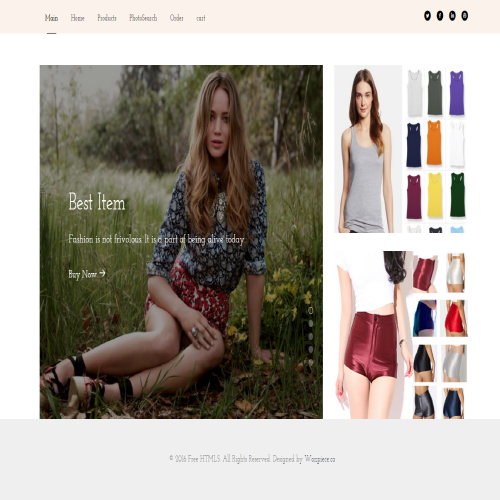 Main Home Products PhotoSearch Order cart
Best Item
Fashion is not frivolous. It is a part of being alive today.
Buy Now
© 2016 Free HTML5. All Rights Reserved. Designed by Wozpiece.co